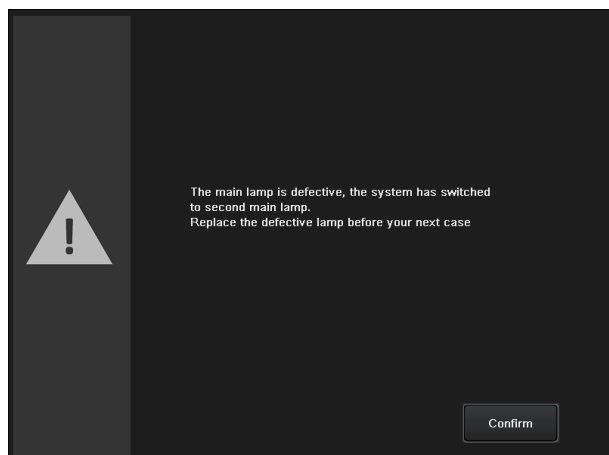 The main lamp is defective, the system has switched
to second main lamp.
Replace the defective lamp before your next case
Confirm